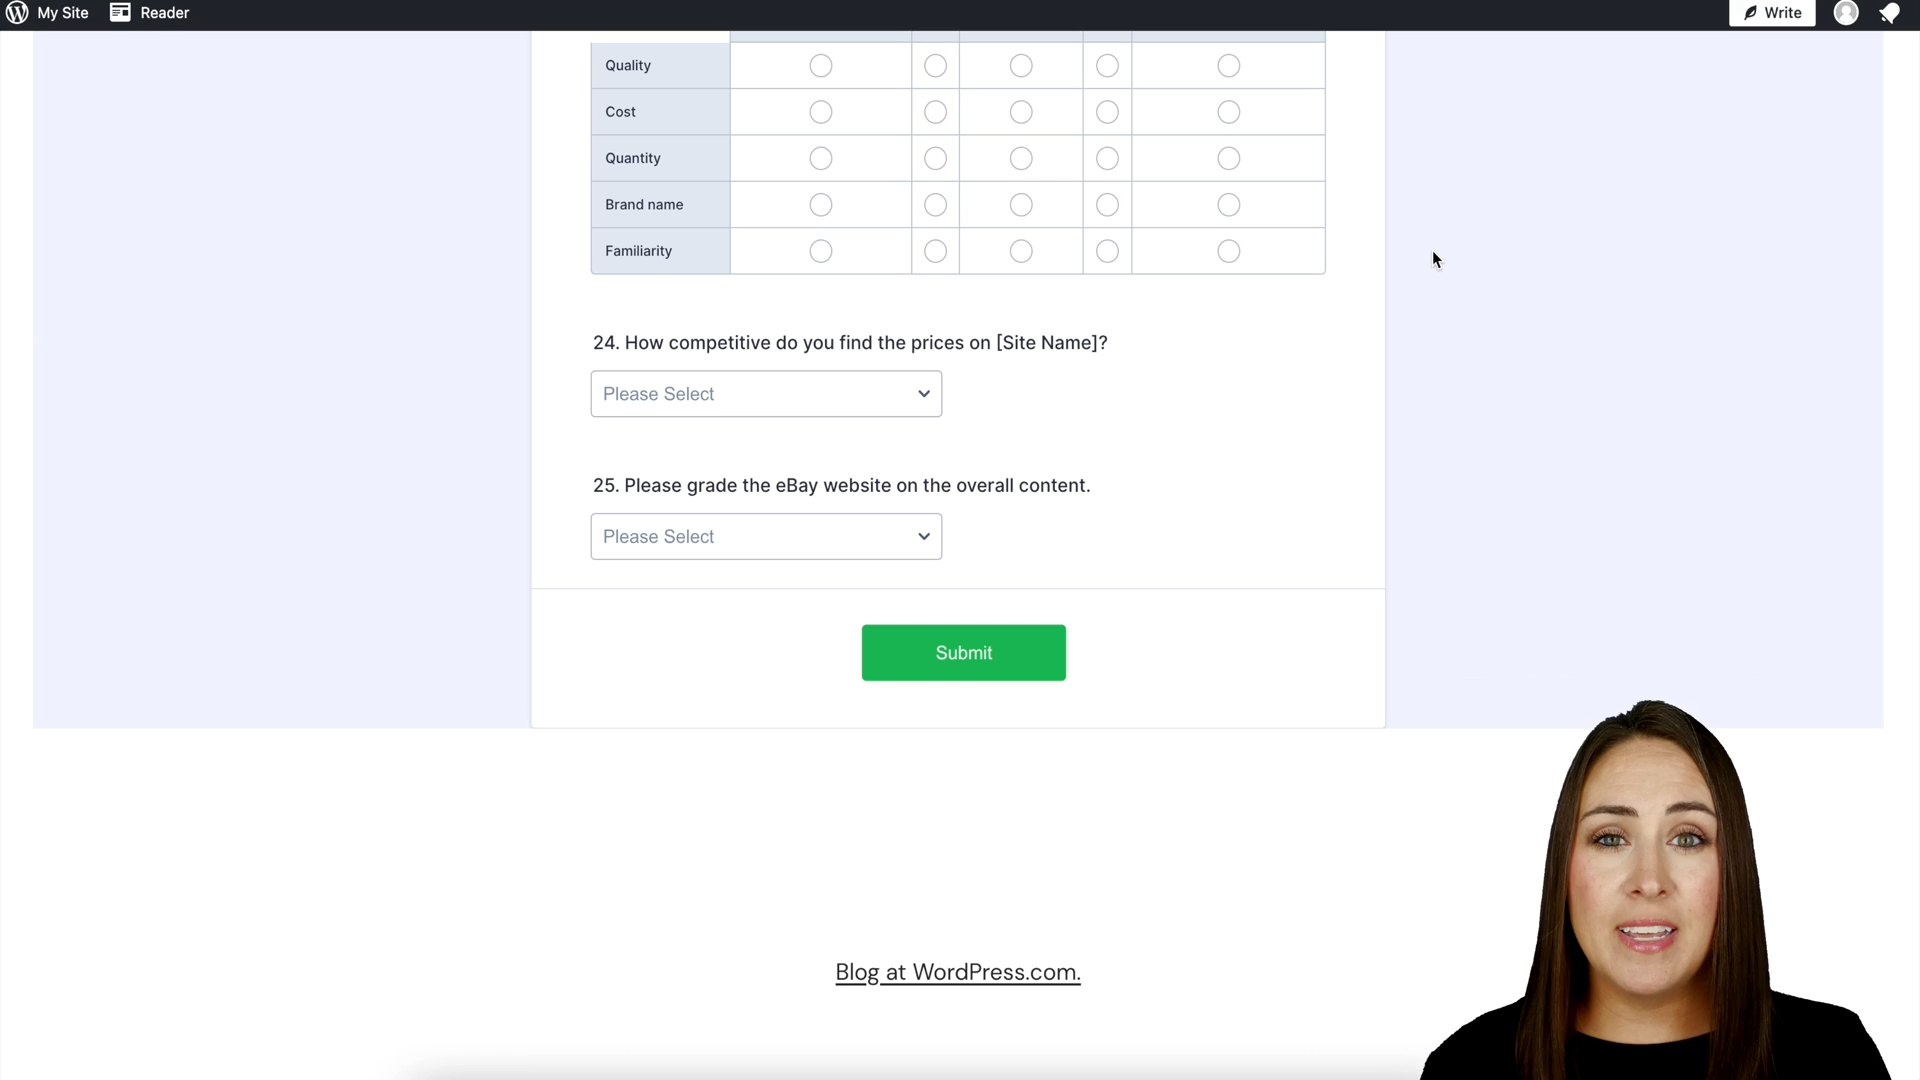 My Site
Reader
Write
Quality
Cost
Quantity
Brand name
Familiarity
24. How competitive do you find the prices on [Site Name]?
Please Select
25. Please grade the eBay website on the overall content.
Please Select
Submit
Blog at WordPress.com.